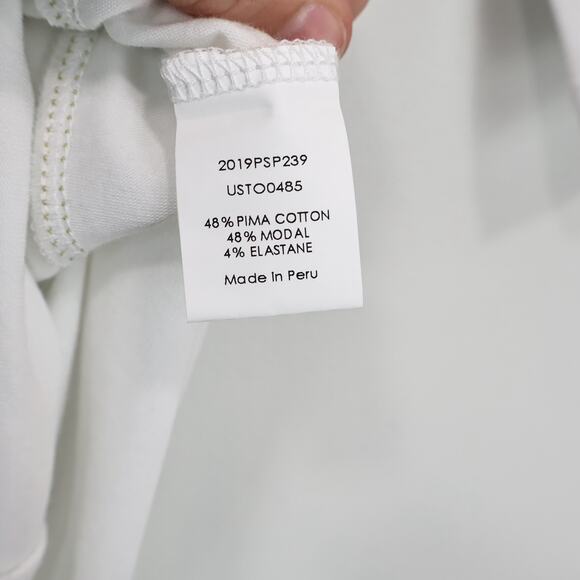 2019PSP239
USTO0485
48% PIMA COTTON
48% MODAL
4% ELASTANE
Made in Peru